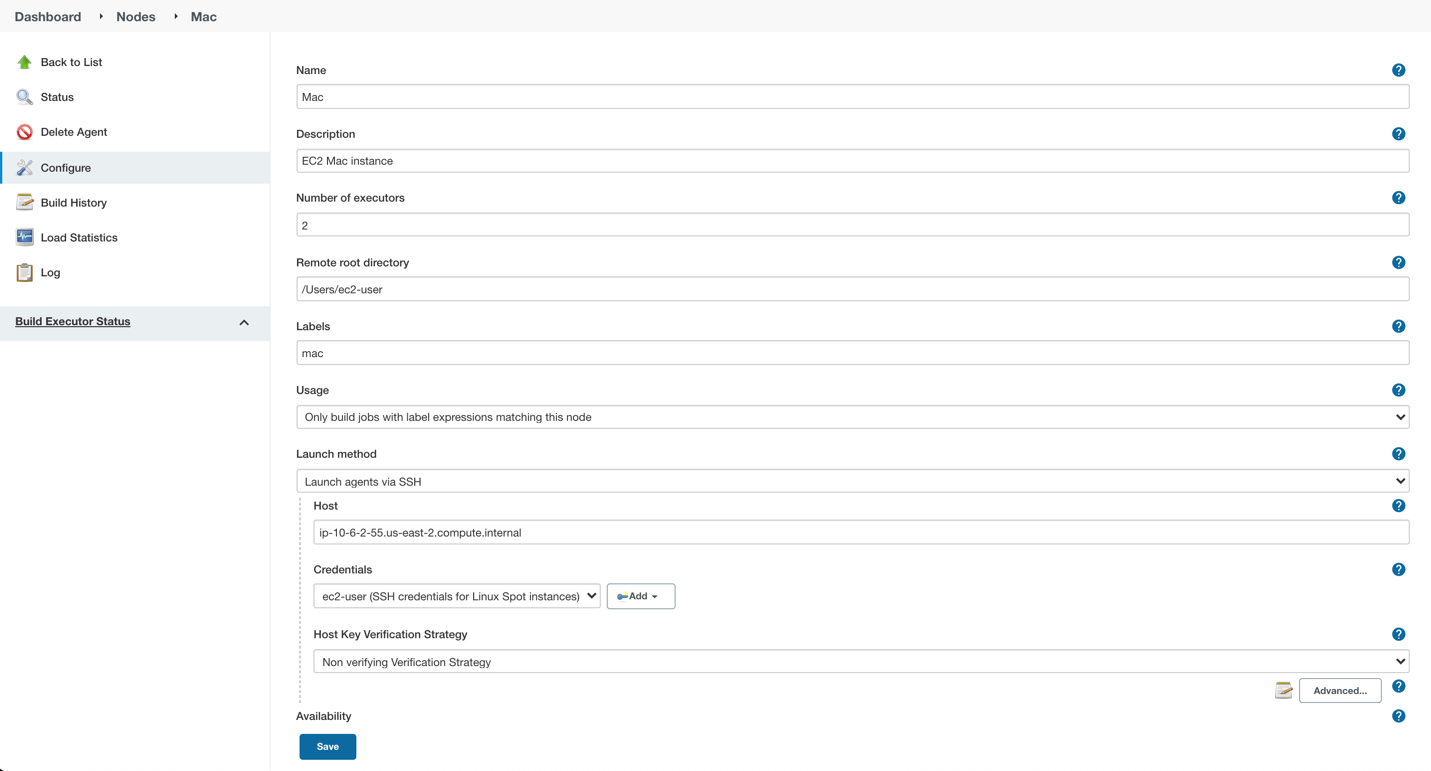 Dashboard Nodes Mac
Back to List
Status
Delete Agent
Configure
Build History
Load Statistics
Log
Build Executor Status
Name ?
Mac
Description ?
EC2 Mac instance
Number of executors ?
2
Remote root directory ?
/Users/ec2-user
Labels ?
mac
Usage ?
Only build jobs with label expressions matching this node
Launch method ?
Launch agents via SSH
Host ?
ip-10-6-2-55.us-east-2.compute.internal
Credentials ?
ec2-user (SSH credentials for Linux Spot instances) Add
Host Key Verification Strategy ?
Non verifying Verification Strategy
Advanced... ?
Availability ?
Save